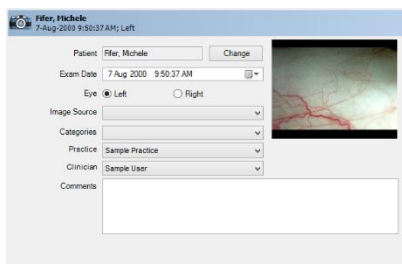 Fifer, Michele
7-Aug-2000 9:50:37 AM; Left
Patient Fifer, Michele Change
Exam Date 7 Aug 2000 9:50:37 AM
Eye Left Right
Image Source
Categories
Practice Sample Practice
Clinician Sample User
Comments